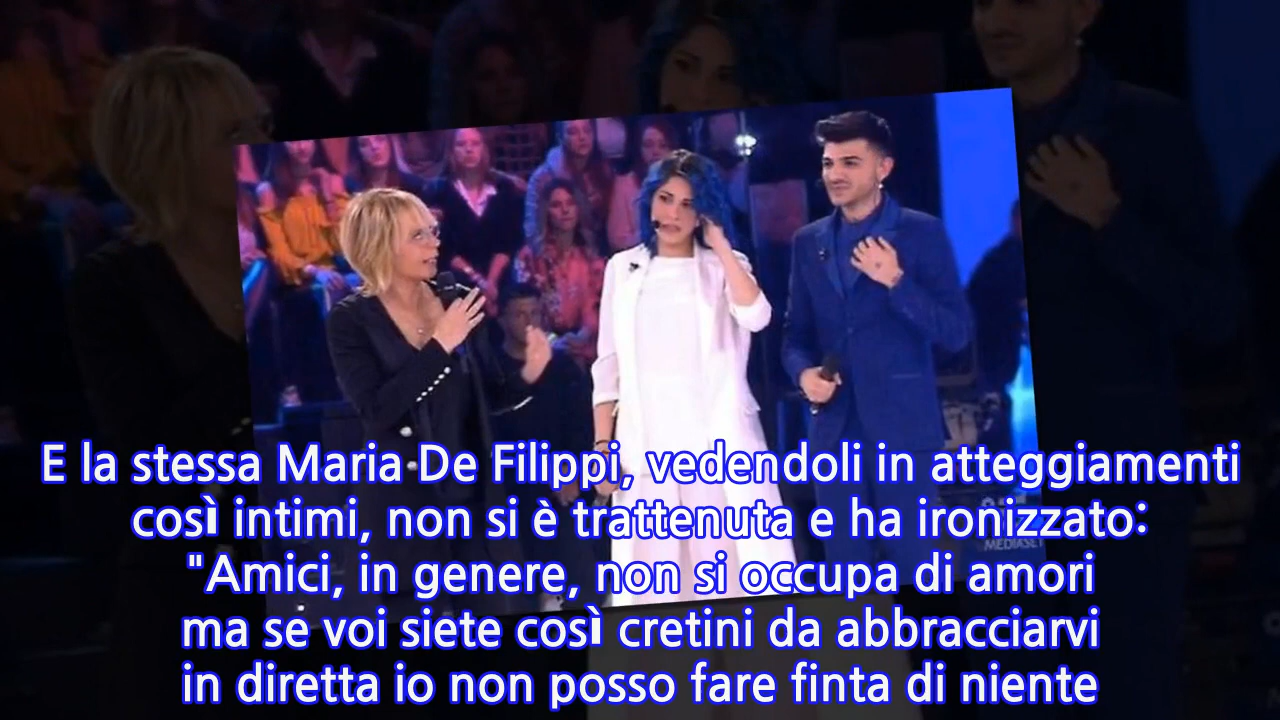 E la stessa Maria De Filippi, vedendoli in atteggiamenti
così intimi, non si è trattenuta e ha ironizzato:
"Amici, in genere, non si occupa di amori
ma se voi siete così cretini da abbracciarvi
in diretta io non posso fare finta di niente
MEDIASET